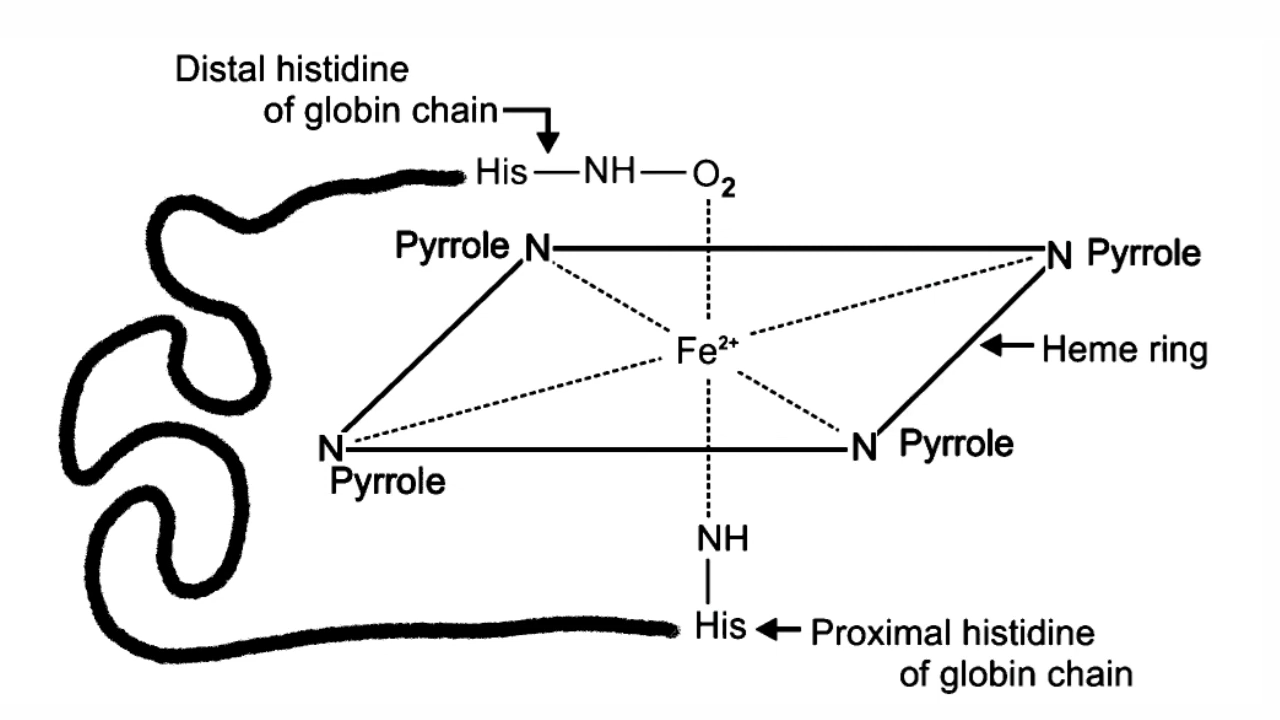 Distal histidine
of globin chain
His—NH—O₂
Pyrrole N
N Pyrrole
Fe²⁺
Heme ring
N
Pyrrole
N Pyrrole
NH
His
Proximal histidine
of globin chain